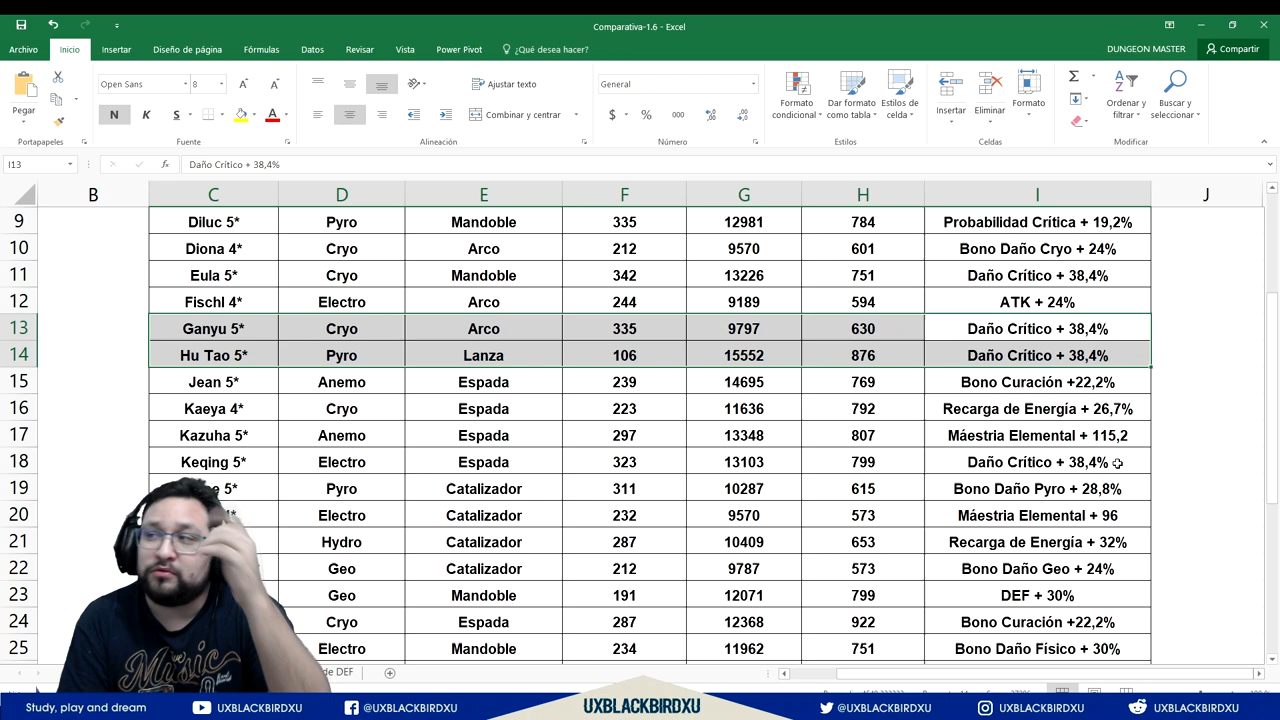 Comparativa-1.6 - Excel
Archivo Inicio Insertar Diseño de página Fórmulas Datos Revisar Vista Power Pivot ¿Qué desea hacer? DUNGEON MASTER Compartir
Open Sans 8 Ajustar texto General
Pegar N K S A Combinar y centrar $ % 000 Formato condicional Dar formato como tabla Estilos de celda Insertar Eliminar Formato Ordenar y filtrar Buscar y seleccionar
Portapapeles Fuente Alineación Número Estilos Celdas Modificar
I13 fx Daño Crítico + 38,4%
B C D E F G H I J
9 Diluc 5* Pyro Mandoble 335 12981 784 Probabilidad Crítica + 19,2%
10 Diona 4* Cryo Arco 212 9570 601 Bono Daño Cryo + 24%
11 Eula 5* Cryo Mandoble 342 13226 751 Daño Crítico + 38,4%
12 Fischl 4* Electro Arco 244 9189 594 ATK + 24%
13 Ganyu 5* Cryo Arco 335 9797 630 Daño Crítico + 38,4%
14 Hu Tao 5* Pyro Lanza 106 15552 876 Daño Crítico + 38,4%
15 Jean 5* Anemo Espada 239 14695 769 Bono Curación +22,2%
16 Kaeya 4* Cryo Espada 223 11636 792 Recarga de Energía + 26,7%
17 Kazuha 5* Anemo Espada 297 13348 807 Máestria Elemental + 115,2
18 Keqing 5* Electro Espada 323 13103 799 Daño Crítico + 38,4%
19 5* Pyro Catalizador 311 10287 615 Bono Daño Pyro + 28,8%
20 Electro Catalizador 232 9570 573 Máestria Elemental + 96
21 Hydro Catalizador 287 10409 653 Recarga de Energía + 32%
22 Geo Catalizador 212 9787 573 Bono Daño Geo + 24%
23 Geo Mandoble 191 12071 799 DEF + 30%
24 Cryo Espada 287 12368 922 Bono Curación +22,2%
25 Electro Mandoble 234 11962 751 Bono Daño Físico + 30%
de DEF
Music
Study, play and dream UXBLACKBIRDXU @UXBLACKBIRDXU UXBLACKBIRDXU @UXBLACKBIRDXU UXBLACKBIRDXU